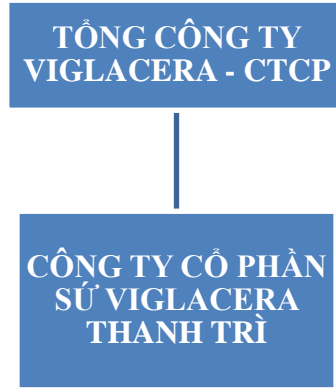 TỔNG CÔNG TY
VIGLACERA - CTCP
CÔNG TY CỔ PHẦN
SỨ VIGLACERA
THANH TRÌ